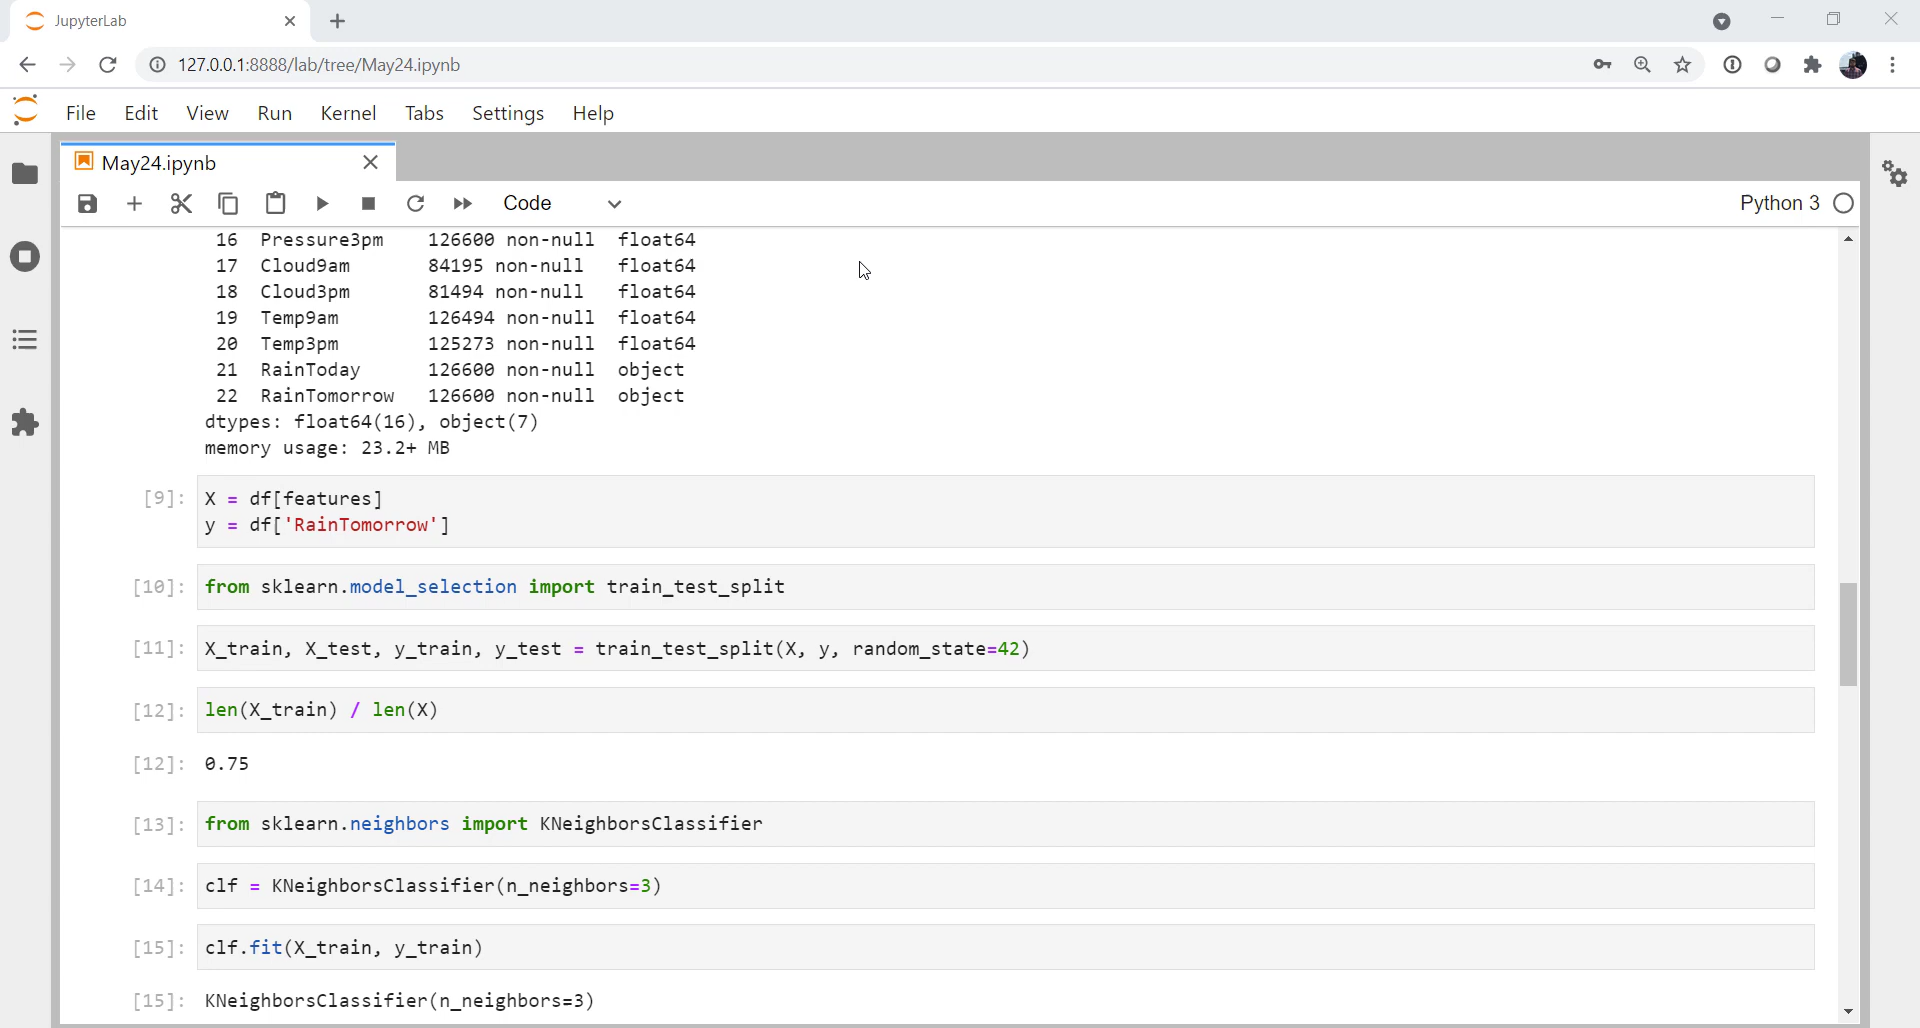 JupyterLab
127.0.0.1:8888/lab/tree/May24.ipynb
File Edit View Run Kernel Tabs Settings Help
May24.ipynb
Code Python 3
16 Pressure3pm 126600 non-null float64
17 Cloud9am 84195 non-null float64
18 Cloud3pm 81494 non-null float64
19 Temp9am 126494 non-null float64
20 Temp3pm 125273 non-null float64
21 RainToday 126600 non-null object
22 RainTomorrow 126600 non-null object
dtypes: float64(16), object(7)
memory usage: 23.2+ MB
[9]: X = df[features]
y = df['RainTomorrow']
[10]: from sklearn.model_selection import train_test_split
[11]: X_train, X_test, y_train, y_test = train_test_split(X, y, random_state=42)
[12]: len(X_train) / len(X)
[12]: 0.75
[13]: from sklearn.neighbors import KNeighborsClassifier
[14]: clf = KNeighborsClassifier(n_neighbors=3)
[15]: clf.fit(X_train, y_train)
[15]: KNeighborsClassifier(n_neighbors=3)